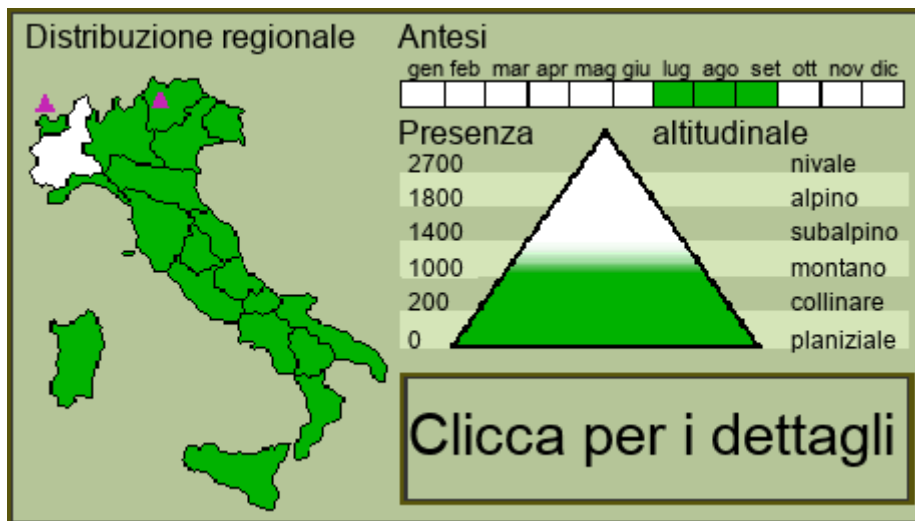 Distribuzione regionale
Antesi
gen feb mar apr mag giu lug ago set ott nov dic
Presenza altitudinale
2700 nivale
1800 alpino
1400 subalpino
1000 montano
200 collinare
0 planiziale
Clicca per i dettagli